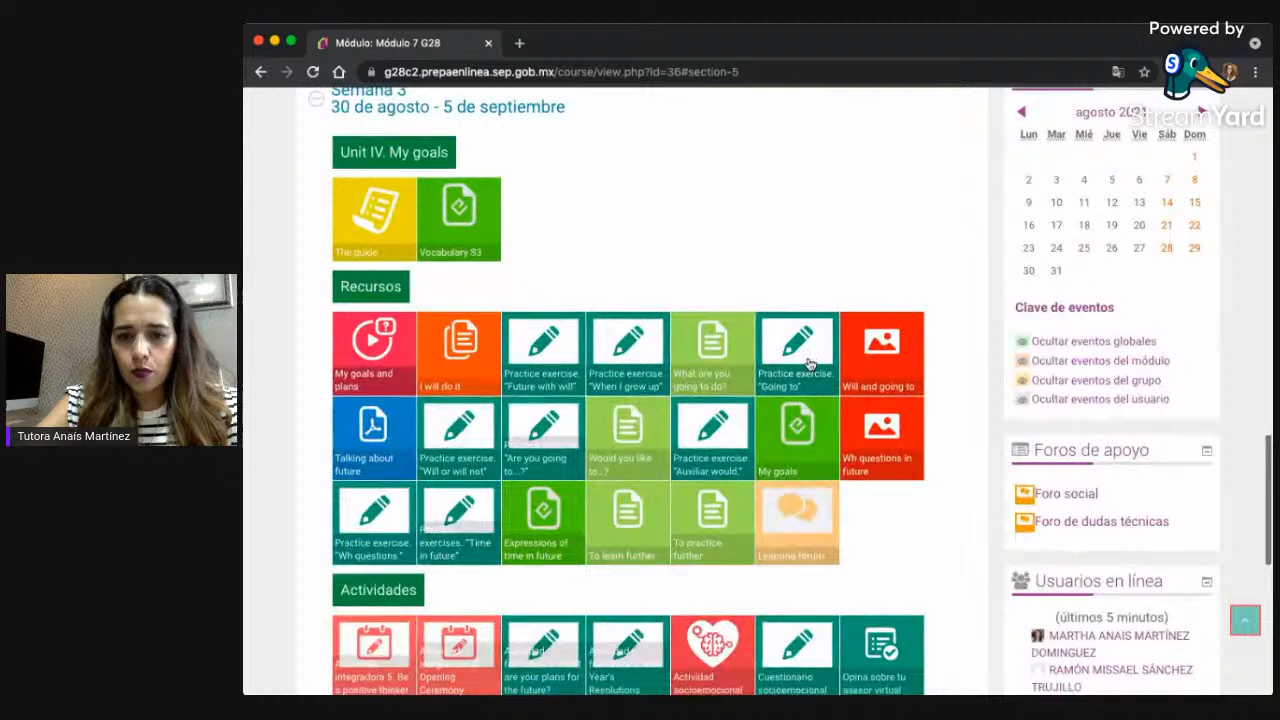 Powered by
StreamYard
Módulo: Módulo 7 G28
g28c2.prepaenlinea.sep.gob.mx/course/view.php?id=36#section-5
Semana 3
30 de agosto - 5 de septiembre
Unit IV. My goals
The guide
Vocabulary S3
Recursos
My goals and
plans
I will do it
Practice exercise.
"Future with will"
Practice exercise.
"When I grow up"
What are you
going to do?
Practice exercise.
"Going to"
Will and going to
Talking about
future
Practice exercise.
"Will or will not"
"Are you going
to...?"
Would you like
to...?
Practice exercise
"Auxiliar would."
My goals
Wh questions in
future
Practice exercise.
"Wh questions."
exercises. "Time
in future"
Expressions of
time in future
To learn further
To practice
further
Learning forum
Actividades
integradora 5. Be
a positive thinker
Opening
Ceremony
are your plans for
the future?
Year's
Resolutions
Actividad
socioemocional
Cuestionario
socioemocional
Opina sobre tu
asesor virtual
agosto
Lun Mar Mié Jue Vie Sáb Dom
1
2 3 4 5 6 7 8
9 10 11 12 13 14 15
16 17 18 19 20 21 22
23 24 25 26 27 28 29
30 31
Clave de eventos
Ocultar eventos globales
Ocultar eventos del módulo
Ocultar eventos del grupo
Ocultar eventos del usuario
Foros de apoyo
Foro social
Foro de dudas técnicas
Usuarios en línea
(últimos 5 minutos)
MARTHA ANAIS MARTÍNEZ
DOMINGUEZ
RAMÓN MISSAEL SÁNCHEZ
TRUJILLO
Tutora Anaís Martínez